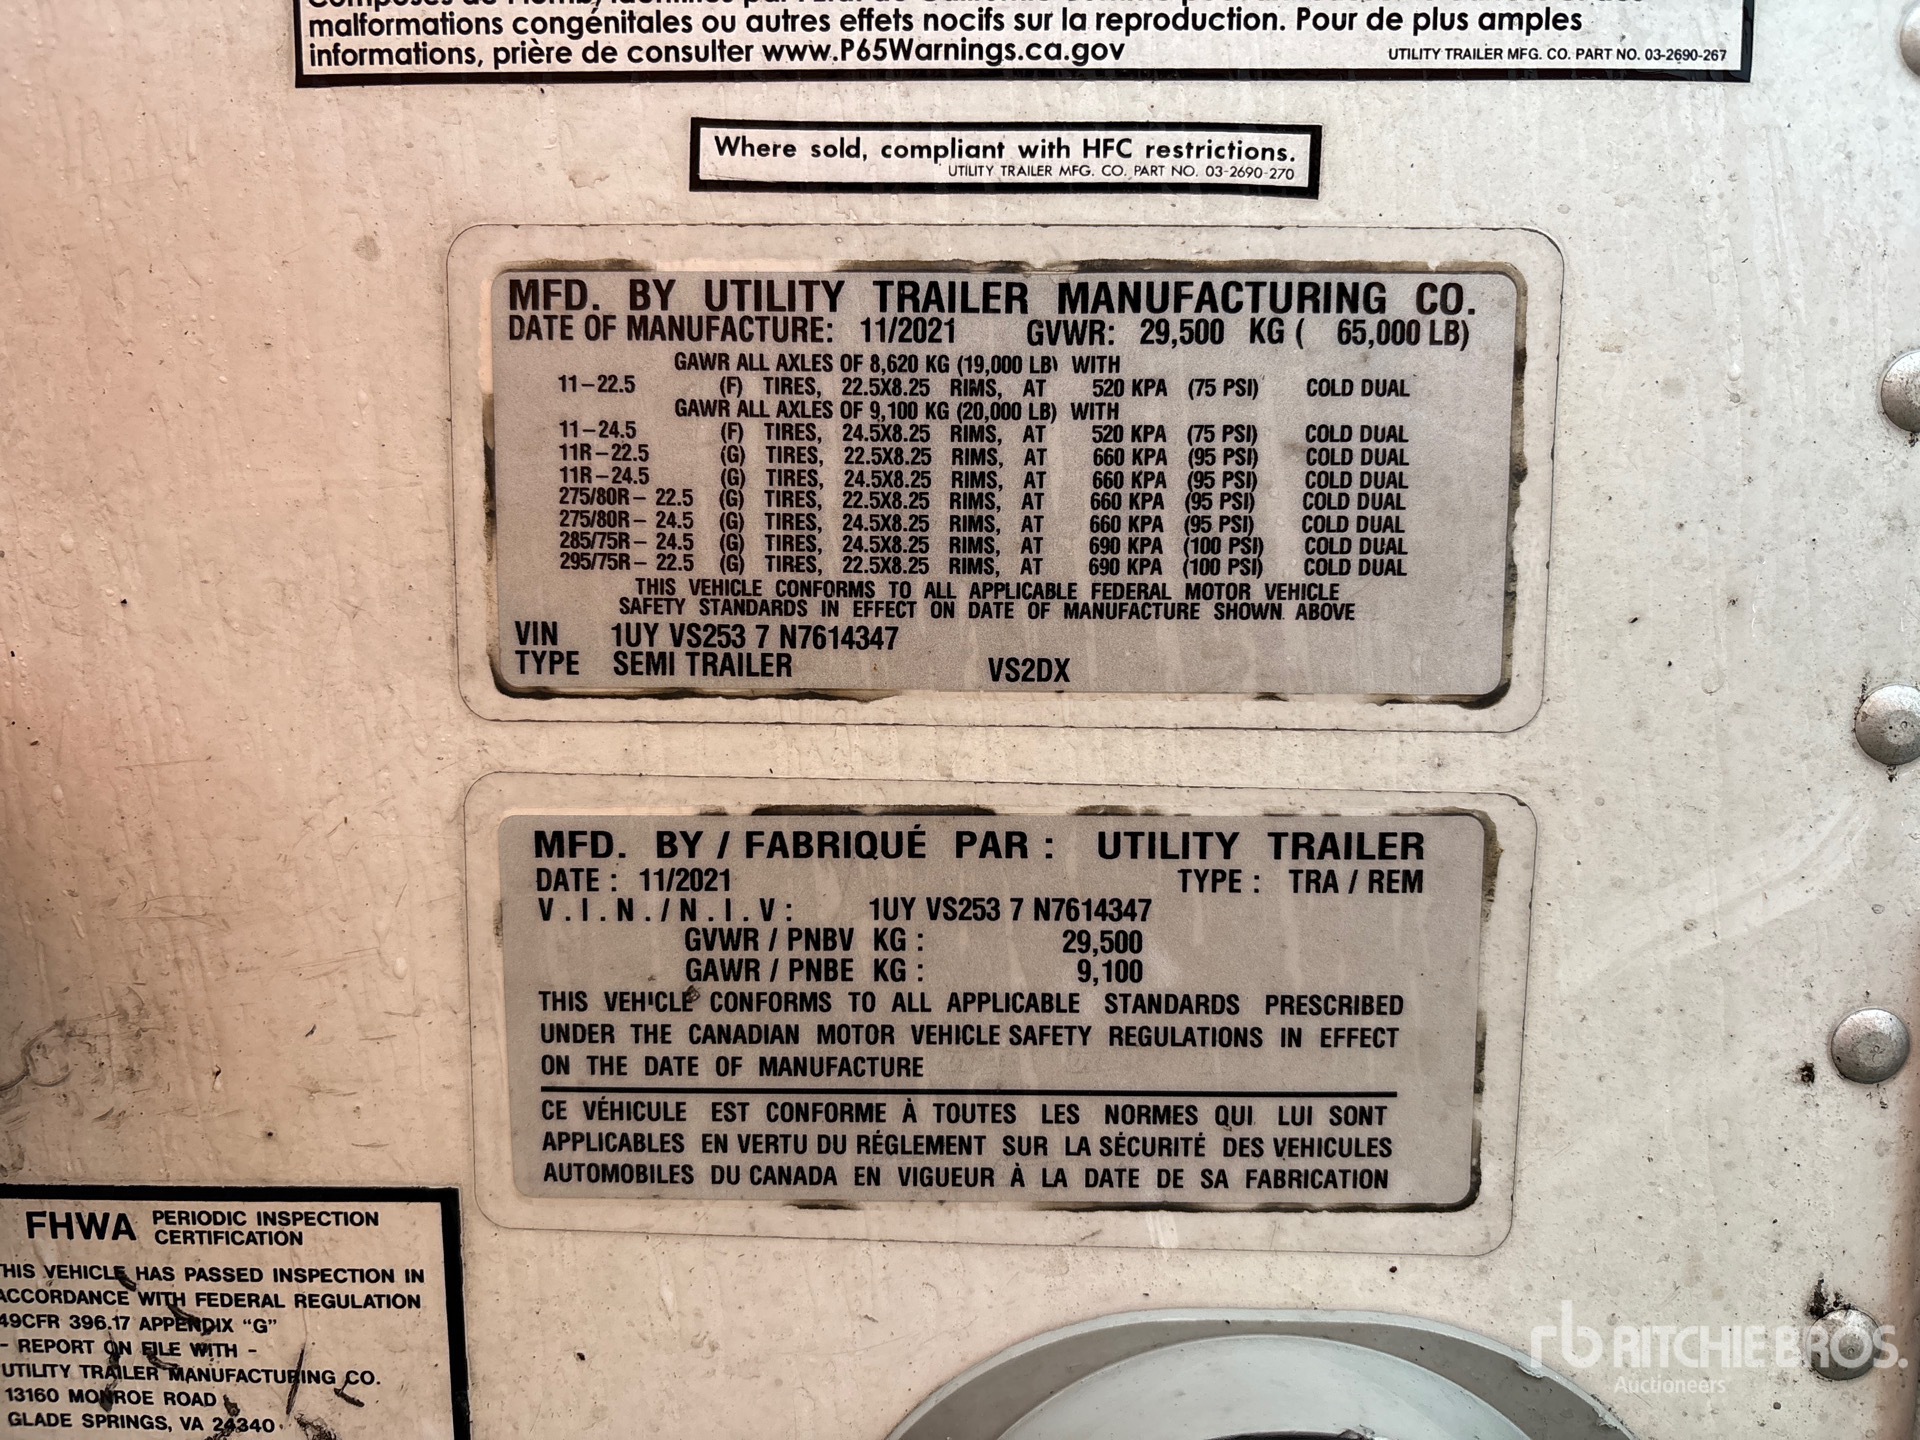 malformations congénitales ou autres effets nocifs sur la reproduction. Pour de plus amples
informations, prière de consulter www.P65Warnings.ca.gov
UTILITY TRAILER MFG. CO. PART NO. 03-2690-267
Where sold, compliant with HFC restrictions.
UTILITY TRAILER MFG. CO. PART NO. 03-2690-270
MFD. BY UTILITY TRAILER MANUFACTURING CO.
DATE OF MANUFACTURE: 11/2021 GVWR: 29,500 KG ( 65,000 LB)
GAWR ALL AXLES OF 8,620 KG (19,000 LB) WITH
11-22.5 (F) TIRES, 22.5X8.25 RIMS, AT 520 KPA (75 PSI) COLD DUAL
GAWR ALL AXLES OF 9,100 KG (20,000 LB) WITH
11-24.5 (F) TIRES, 24.5X8.25 RIMS, AT 520 KPA (75 PSI) COLD DUAL
11R-22.5 (G) TIRES, 22.5X8.25 RIMS, AT 660 KPA (95 PSI) COLD DUAL
11R-24.5 (G) TIRES, 24.5X8.25 RIMS, AT 660 KPA (95 PSI) COLD DUAL
275/80R- 22.5 (G) TIRES, 22.5X8.25 RIMS, AT 660 KPA (95 PSI) COLD DUAL
275/80R- 24.5 (G) TIRES, 24.5X8.25 RIMS, AT 660 KPA (95 PSI) COLD DUAL
285/75R- 24.5 (G) TIRES, 24.5X8.25 RIMS, AT 690 KPA (100 PSI) COLD DUAL
295/75R- 22.5 (G) TIRES, 22.5X8.25 RIMS, AT 690 KPA (100 PSI) COLD DUAL
THIS VEHICLE CONFORMS TO ALL APPLICABLE FEDERAL MOTOR VEHICLE
SAFETY STANDARDS IN EFFECT ON DATE OF MANUFACTURE SHOWN ABOVE
VIN 1UY VS253 7 N7614347
TYPE SEMI TRAILER VS2DX
MFD. BY / FABRIQUÉ PAR : UTILITY TRAILER
DATE : 11/2021 TYPE : TRA / REM
V.I.N./N.I.V: 1UY VS253 7 N7614347
GVWR / PNBV KG : 29,500
GAWR / PNBE KG : 9,100
THIS VEHICLE CONFORMS TO ALL APPLICABLE STANDARDS PRESCRIBED
UNDER THE CANADIAN MOTOR VEHICLE SAFETY REGULATIONS IN EFFECT
ON THE DATE OF MANUFACTURE
CE VÉHICULE EST CONFORME À TOUTES LES NORMES QUI LUI SONT
APPLICABLES EN VERTU DU RÉGLEMENT SUR LA SÉCURITÉ DES VEHICULES
AUTOMOBILES DU CANADA EN VIGUEUR À LA DATE DE SA FABRICATION
FHWA PERIODIC INSPECTION
CERTIFICATION
THIS VEHICLE HAS PASSED INSPECTION IN
ACCORDANCE WITH FEDERAL REGULATION
49CFR 396.17 APPENDIX "G"
- REPORT ON FILE WITH -
UTILITY TRAILER MANUFACTURING CO.
13160 MONROE ROAD
GLADE SPRINGS, VA 24340
rb RITCHIE BROS.
Auctioneers